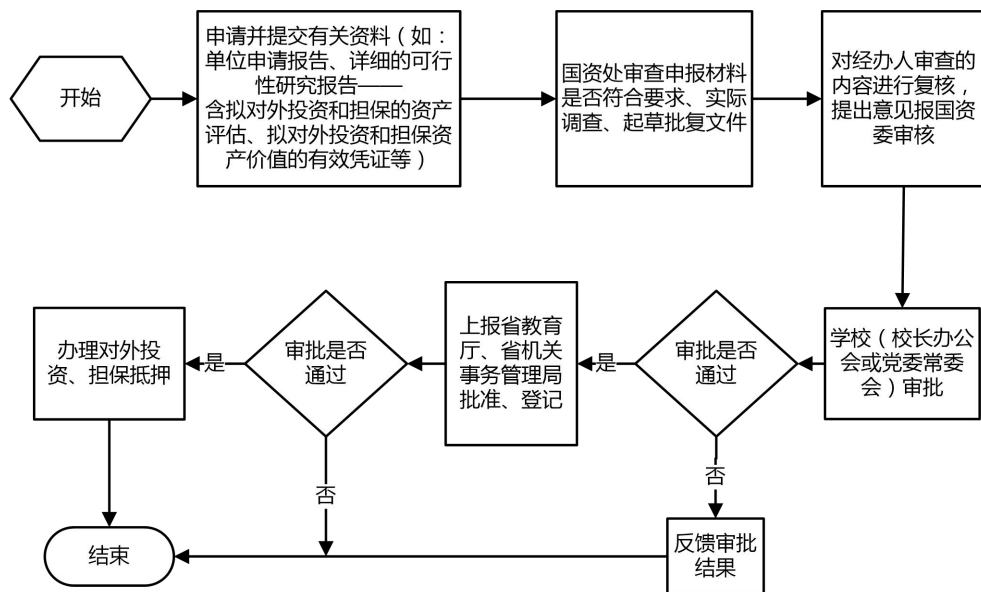 开始
申请并提交有关资料（如：
单位申请报告、详细的可行
性研究报告——
含拟对外投资和担保的资产
评估、拟对外投资和担保资
产价值的有效凭证等）
国资处审查申报材料
是否符合要求、实际
调查、起草批复文件
对经办人审查的
内容进行复核，
提出意见报国资
委审核
学校（校长办公
会或党委常委
会）审批
审批是否
通过
是
否
反馈审批
结果
上报省教育
厅、省机关
事务管理局
批准、登记
审批是否
通过
是
否
办理对外投
资、担保抵押
结束